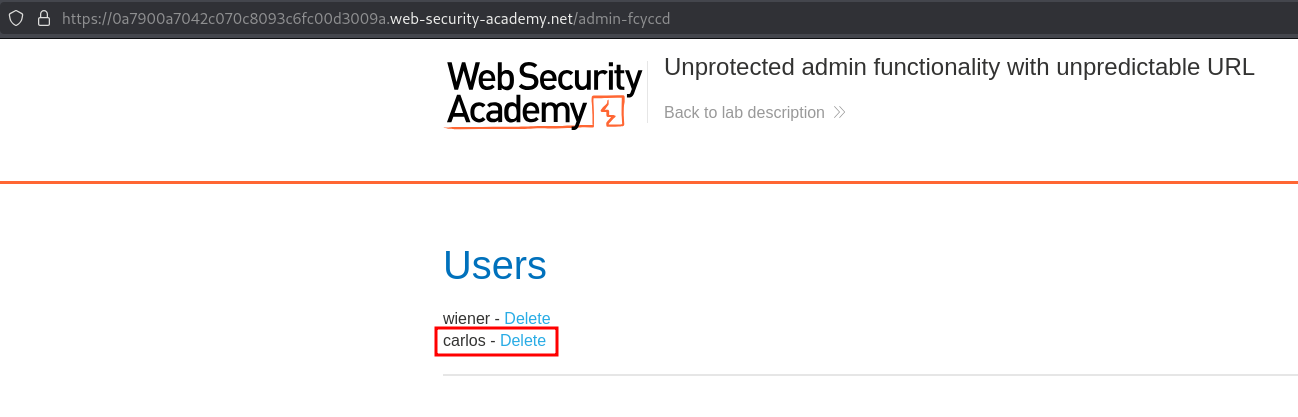 https://0a7900a7042c070c8093c6fc00d3009a.web-security-academy.net/admin-fcyccd
Web Security
Academy
Unprotected admin functionality with unpredictable URL
Back to lab description
Users
wiener - Delete
carlos - Delete